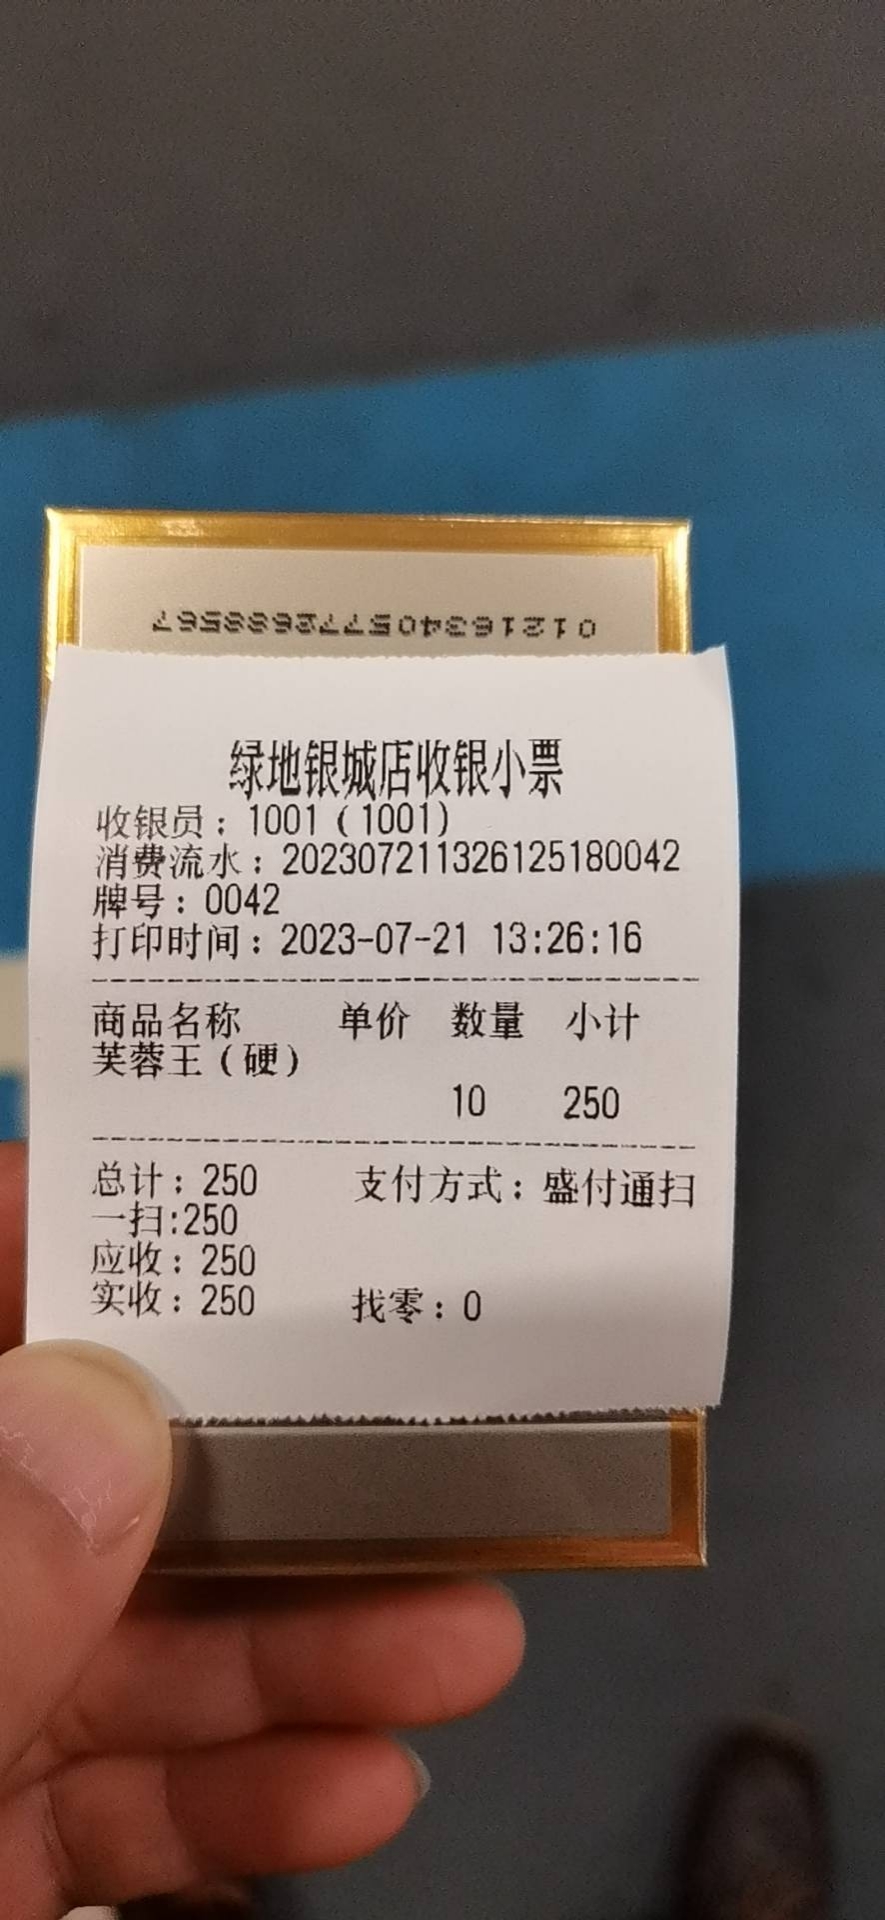 012163405772688567
绿地银城店收银小票
收银员：1001（1001）
消费流水：202307211326125180042
牌号：0042
打印时间：2023-07-21 13:26:16
商品名称 单价 数量 小计
芙蓉王（硬）
10 250
总计：250 支付方式：盛付通扫
一扫:250
应收：250
实收：250 找零：0